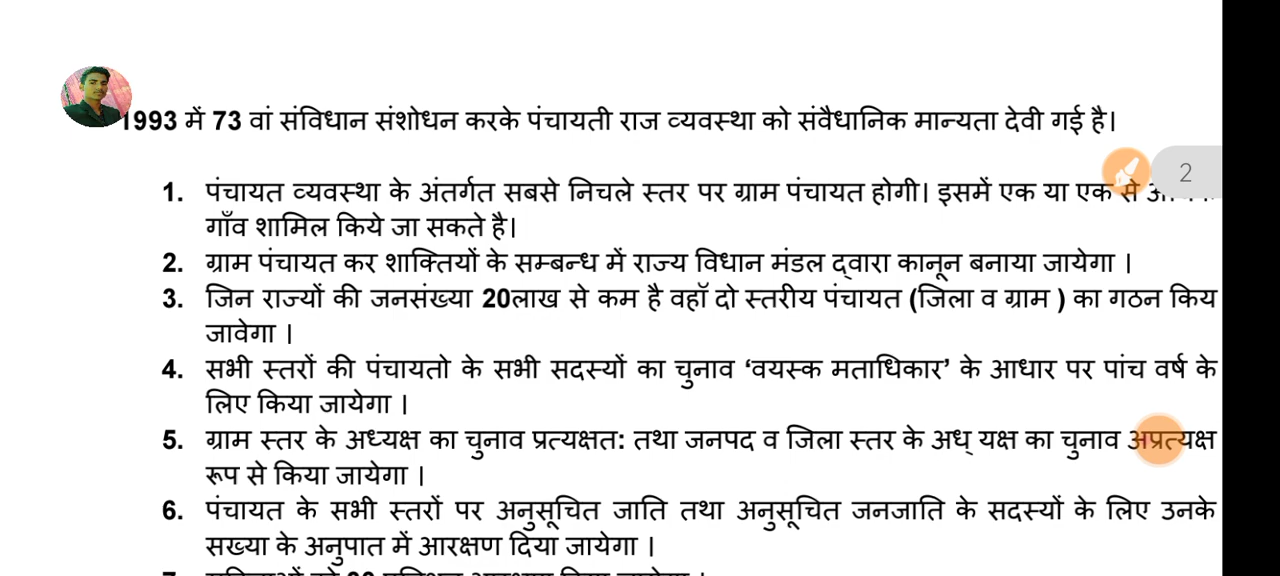 1993 में 73 वां संविधान संशोधन करके पंचायती राज व्यवस्था को संवैधानिक मान्यता देवी गई है।
2
1. पंचायत व्यवस्था के अंतर्गत सबसे निचले स्तर पर ग्राम पंचायत होगी। इसमें एक या एक से
गाँव शामिल किये जा सकते है।
2. ग्राम पंचायत कर शाक्तियों के सम्बन्ध में राज्य विधान मंडल द्वारा कानून बनाया जायेगा ।
3. जिन राज्यों की जनसंख्या 20लाख से कम है वहाँ दो स्तरीय पंचायत (जिला व ग्राम ) का गठन किय
जावेगा ।
4. सभी स्तरों की पंचायतो के सभी सदस्यों का चुनाव ‘वयस्क मताधिकार’ के आधार पर पांच वर्ष के
लिए किया जायेगा ।
5. ग्राम स्तर के अध्यक्ष का चुनाव प्रत्यक्षत: तथा जनपद व जिला स्तर के अध् यक्ष का चुनाव अप्रत्यक्ष
रूप से किया जायेगा ।
6. पंचायत के सभी स्तरों पर अनुसूचित जाति तथा अनुसूचित जनजाति के सदस्यों के लिए उनके
सख्या के अनुपात में आरक्षण दिया जायेगा ।